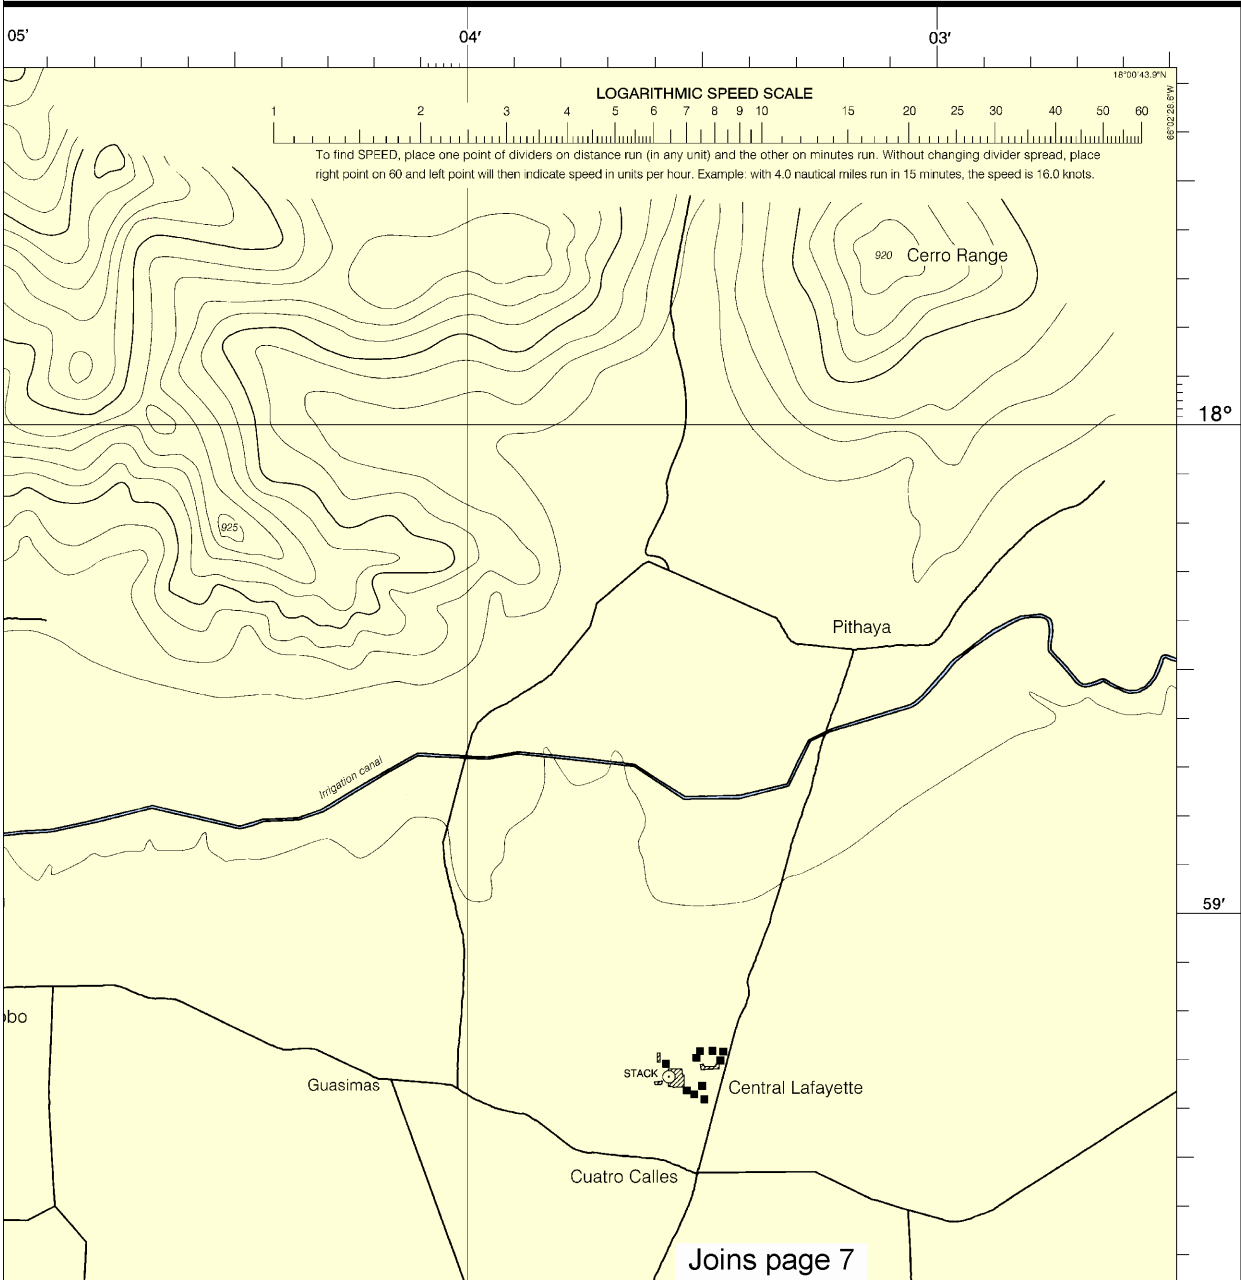 05′
04′
03′
18°00′43.9″N
66°02′28.6″W
LOGARITHMIC SPEED SCALE
1 2 3 4 5 6 7 8 9 10 15 20 25 30 40 50 60
To find SPEED, place one point of dividers on distance run (in any unit) and the other on minutes run. Without changing divider spread, place
right point on 60 and left point will then indicate speed in units per hour. Example: with 4.0 nautical miles run in 15 minutes, the speed is 16.0 knots.
920
Cerro Range
18°
925
Pithaya
Irrigation canal
59′
obo
STACK
Guasimas
Central Lafayette
Cuatro Calles
Joins page 7